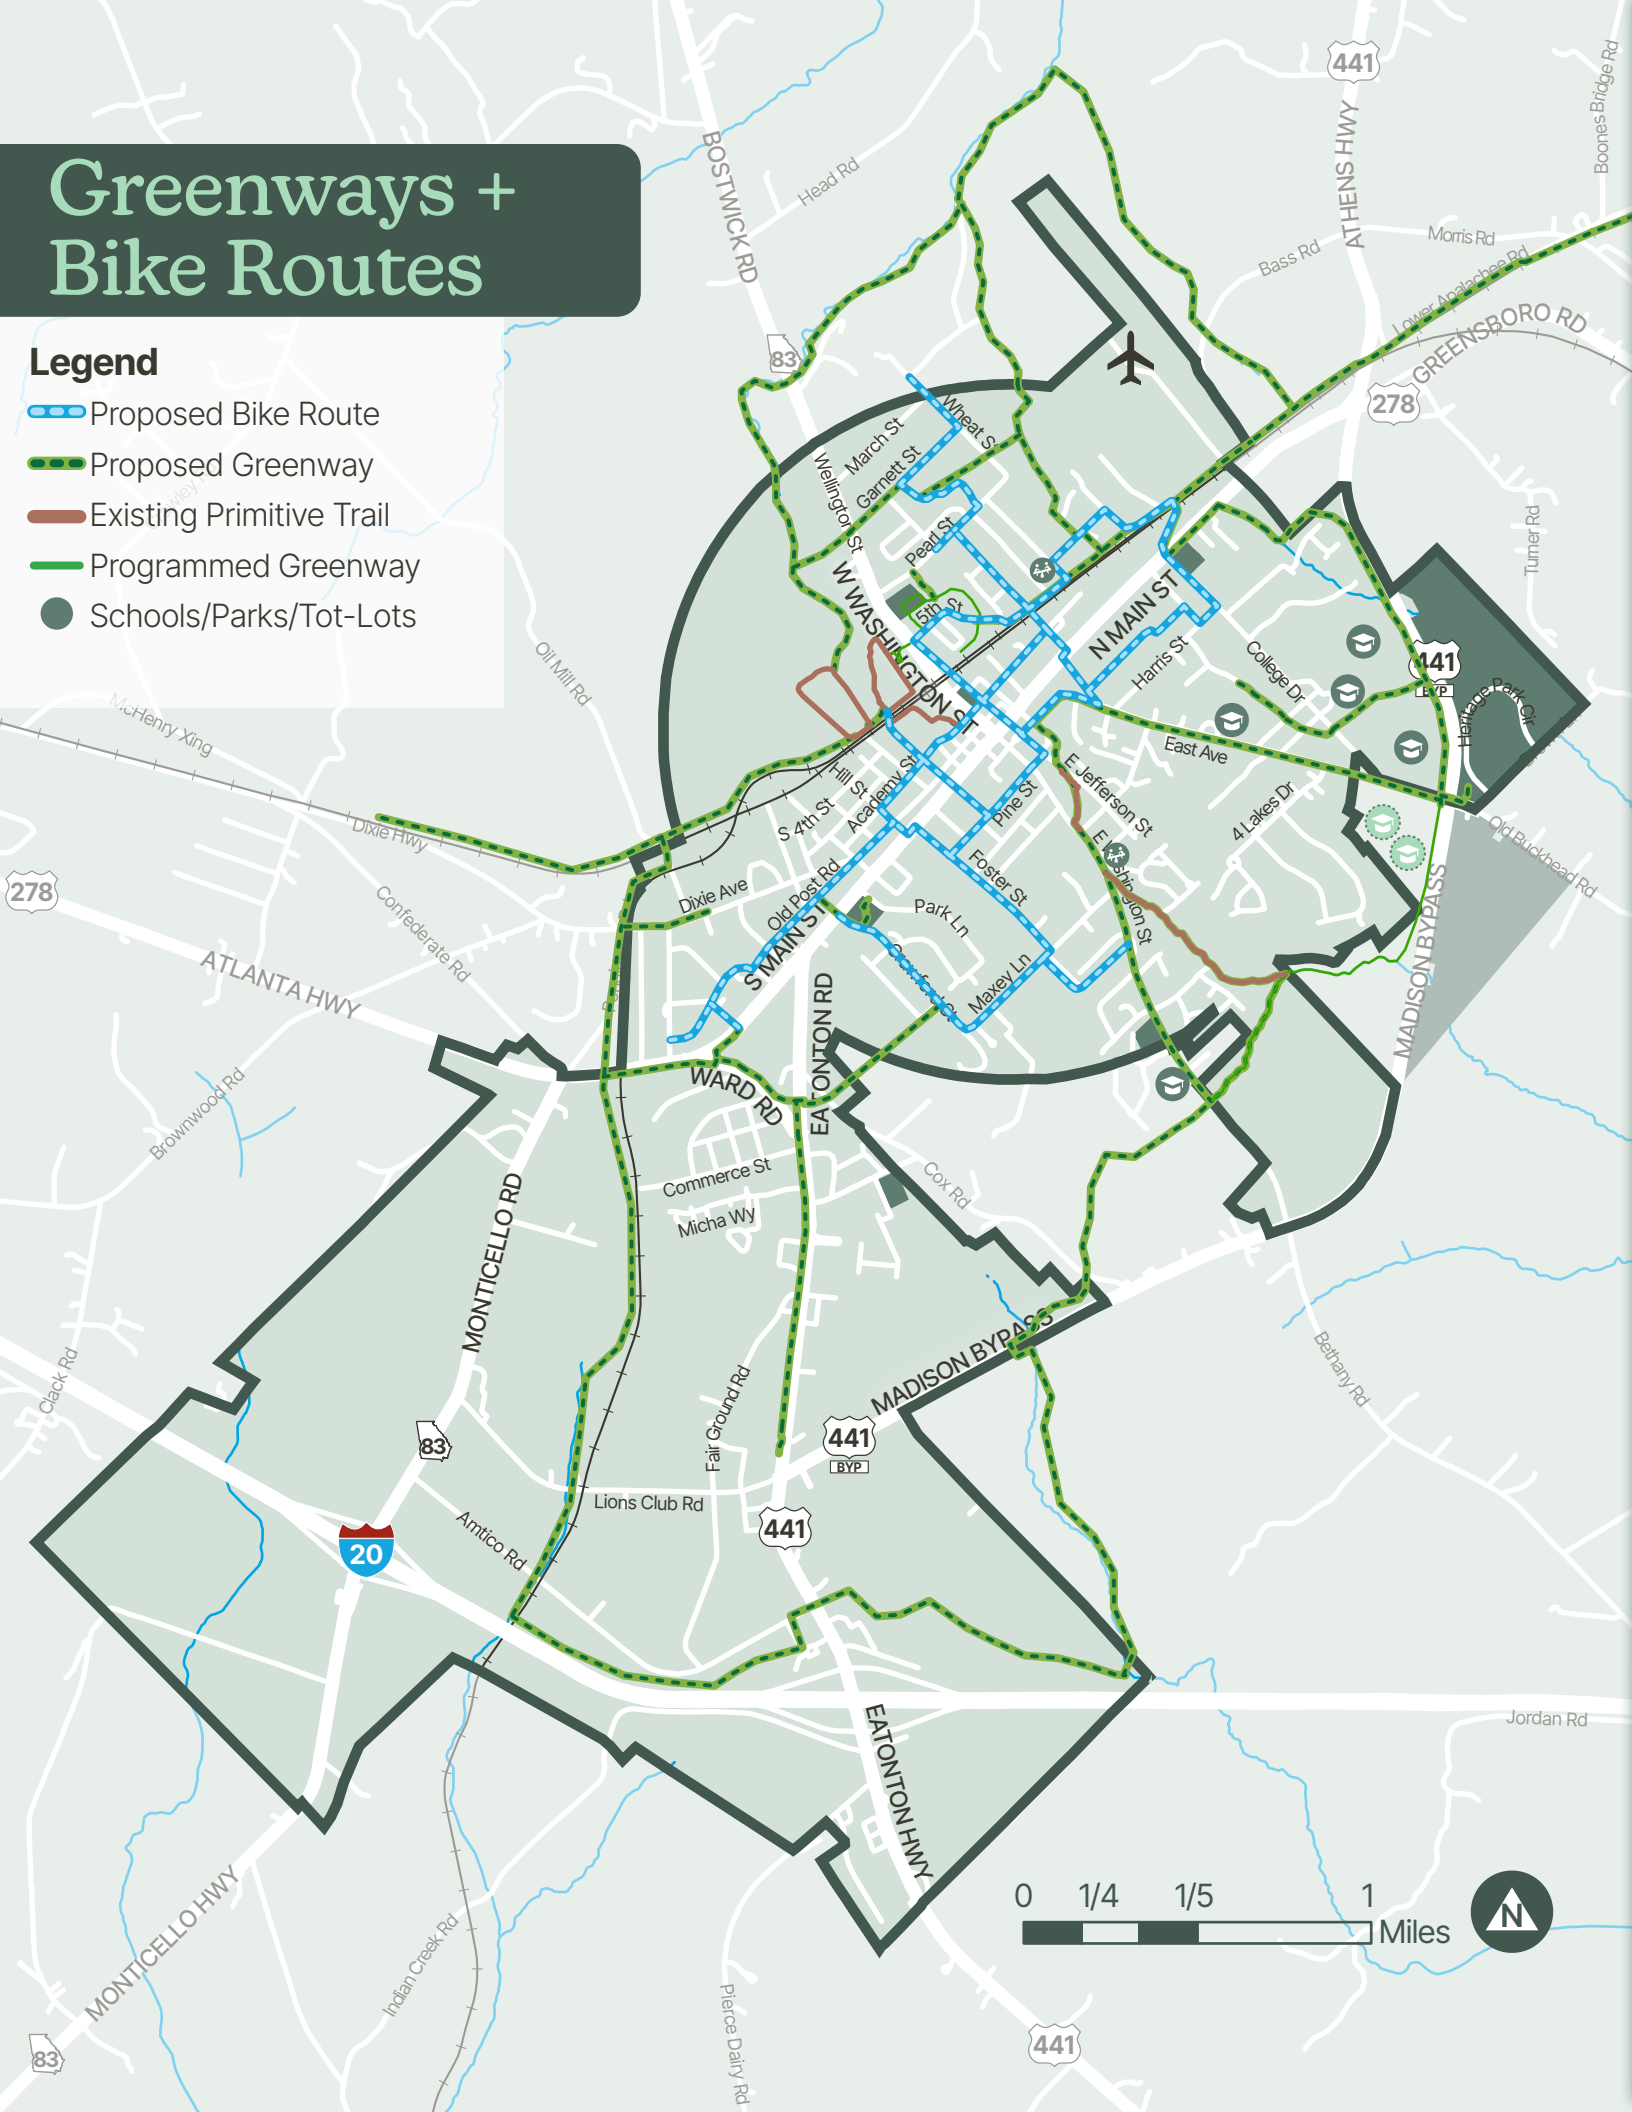 Greenways +
Bike Routes
Legend
Proposed Bike Route
Proposed Greenway
Existing Primitive Trail
Programmed Greenway
Schools/Parks/Tot-Lots
441
ATHENS HWY
Boones Bridge Rd
BOSTWICK RD
Head Rd
Bass Rd
Morris Rd
Lower Apalachee Rd
GREENSBORO RD
83
278
Wheat St
March St
Garnett St
Wellington St
Pearl St
5th St
W WASHINGTON ST
N MAIN ST
Harris St
College Dr
Turner Rd
441
BYP
Heritage Park Cir
Oil Mill Rd
McHenry Xing
Dixie Hwy
278
Confederate Rd
ATLANTA HWY
Hill St
Academy St
S 4th St
Pine St
E Jefferson St
East Ave
4 Lakes Dr
Old Buckhead Rd
Dixie Ave
Old Post Rd
S MAIN ST
Foster St
Park Ln
Maxey Ln
MADISON BYPASS
WARD RD
EATONTON RD
Brownwood Rd
Commerce St
Micha Wy
Cox Rd
MONTICELLO RD
MADISON BYPASS
Bethany Rd
Clack Rd
Fair Ground Rd
83
441
BYP
Lions Club Rd
441
Amtico Rd
20
Jordan Rd
EATONTON HWY
MONTICELLO HWY
Indian Creek Rd
Pierce Dairy Rd
83
441
0 1/4 1/5 1
Miles
N